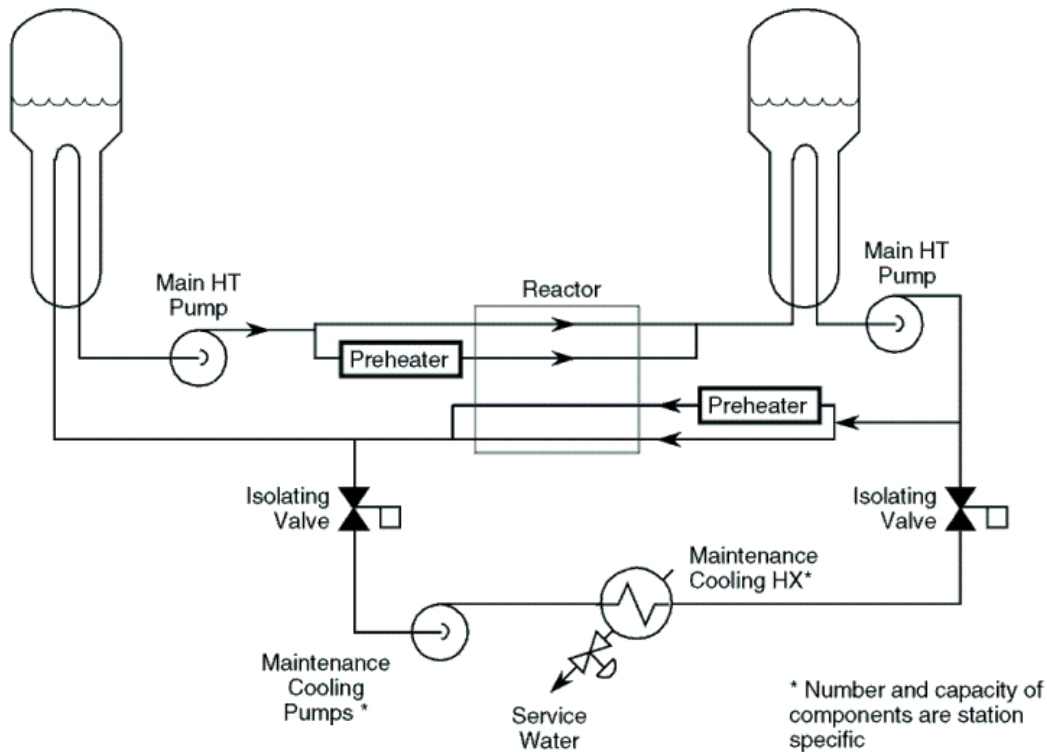 Main HT
Pump
Main HT
Pump
Reactor
Preheater
Preheater
Isolating
Valve
Isolating
Valve
Maintenance
Cooling HX*
Maintenance
Cooling
Pumps *
Service
Water
* Number and capacity of
components are station
specific